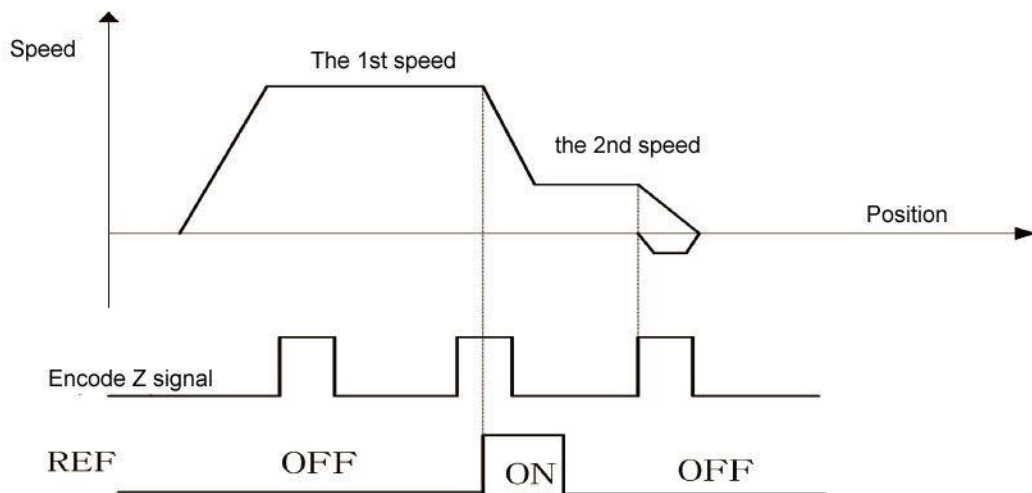 Speed
The 1st speed
the 2nd speed
Position
Encode Z signal
REF
OFF
ON
OFF